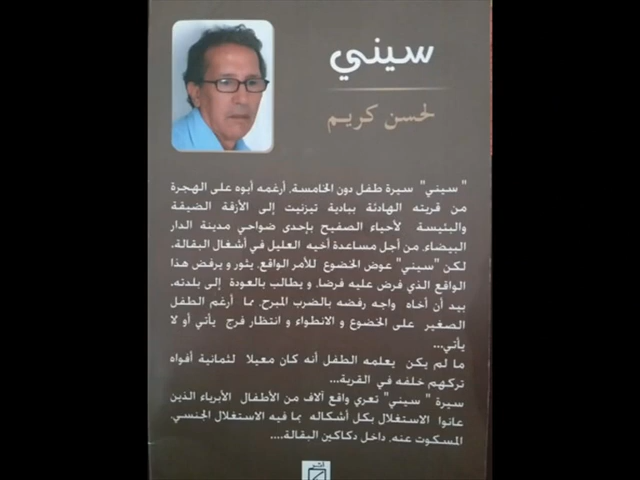 سيني
لحسن كريم
" سيني" سيرة طفل دون الخامسة، أرغمه أبوه على الهجرة
من قريته الهادئة ببادية تيزنيت إلى الأزقة الضيقة
والبئيسة لأحياء الصفيح بإحدى ضواحي مدينة الدار
البيضاء، من أجل مساعدة أخيه العليل في أشغال البقالة.
لكن "سيني" عوض الخضوع للأمر الواقع، يثور و يرفض هذا
الواقع الذي فرض عليه فرضا، و يطالب بالعودة إلى بلدته.
بيد أن أخاه واجه رفضه بالضرب المبرح، مما أرغم الطفل
الصغير على الخضوع و الانطواء و انتظار فرج يأتي أو لا
يأتي...
ما لم يكن يعلمه الطفل أنه كان معيلا لثمانية أفواه
تركهم خلفه في القرية...
سيرة " سيني" تعري واقع آلاف من الأطفال الأبرياء الذين
عانوا الاستغلال بكل أشكاله بما فيه الاستغلال الجنسي،
المسكوت عنه، داخل دكاكين البقالة....